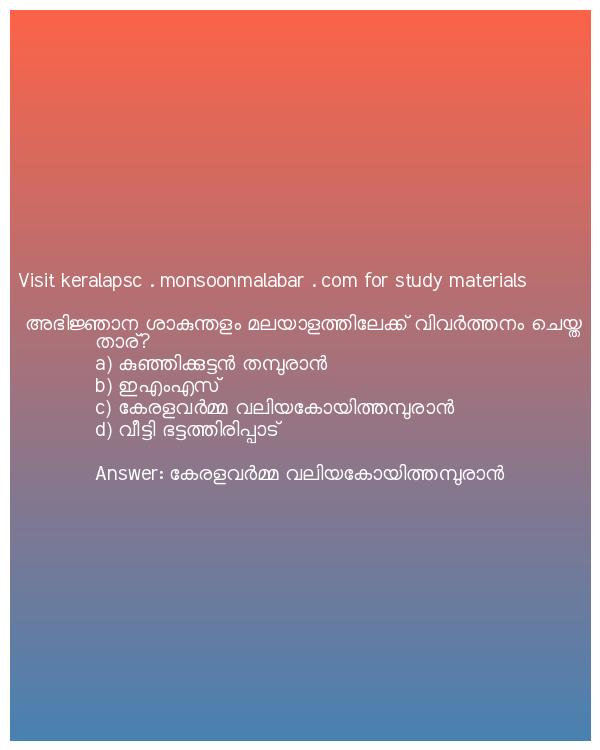 Visit keralapsc . monsoonmalabar . com for study materials
അഭിജ്ഞാന ശാകുന്തളം മലയാളത്തിലേക്ക് വിവർത്തനം ചെയ്ത
താര്?
a) കുഞ്ഞിക്കുട്ടൻ തമ്പുരാൻ
b) ഇഎംഎസ്
c) കേരളവർമ്മ വലിയകോയിത്തമ്പുരാൻ
d) വീട്ടി ഭട്ടത്തിരിപ്പാട്
Answer: കേരളവർമ്മ വലിയകോയിത്തമ്പുരാൻ